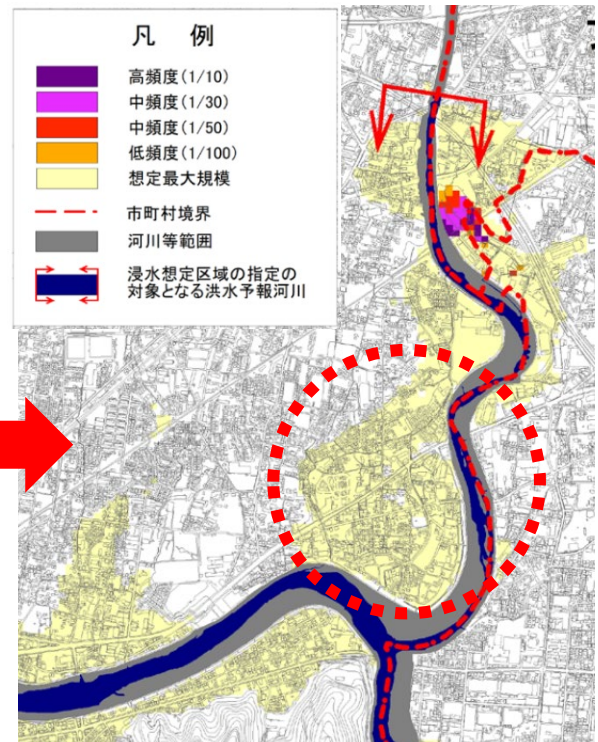 凡 例
高頻度(1/10)
中頻度(1/30)
中頻度(1/50)
低頻度(1/100)
想定最大規模
市町村境界
河川等範囲
浸水想定区域の指定の
対象となる洪水予報河川